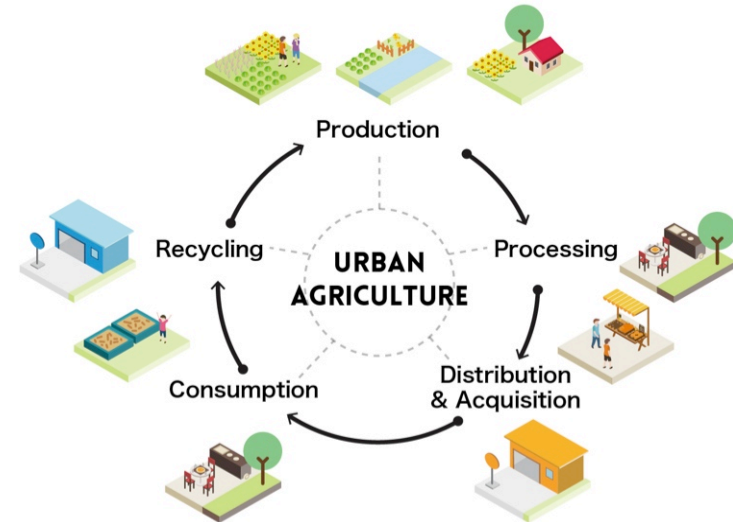 Production
Recycling
Processing
URBAN
AGRICULTURE
Consumption
Distribution
& Acquisition